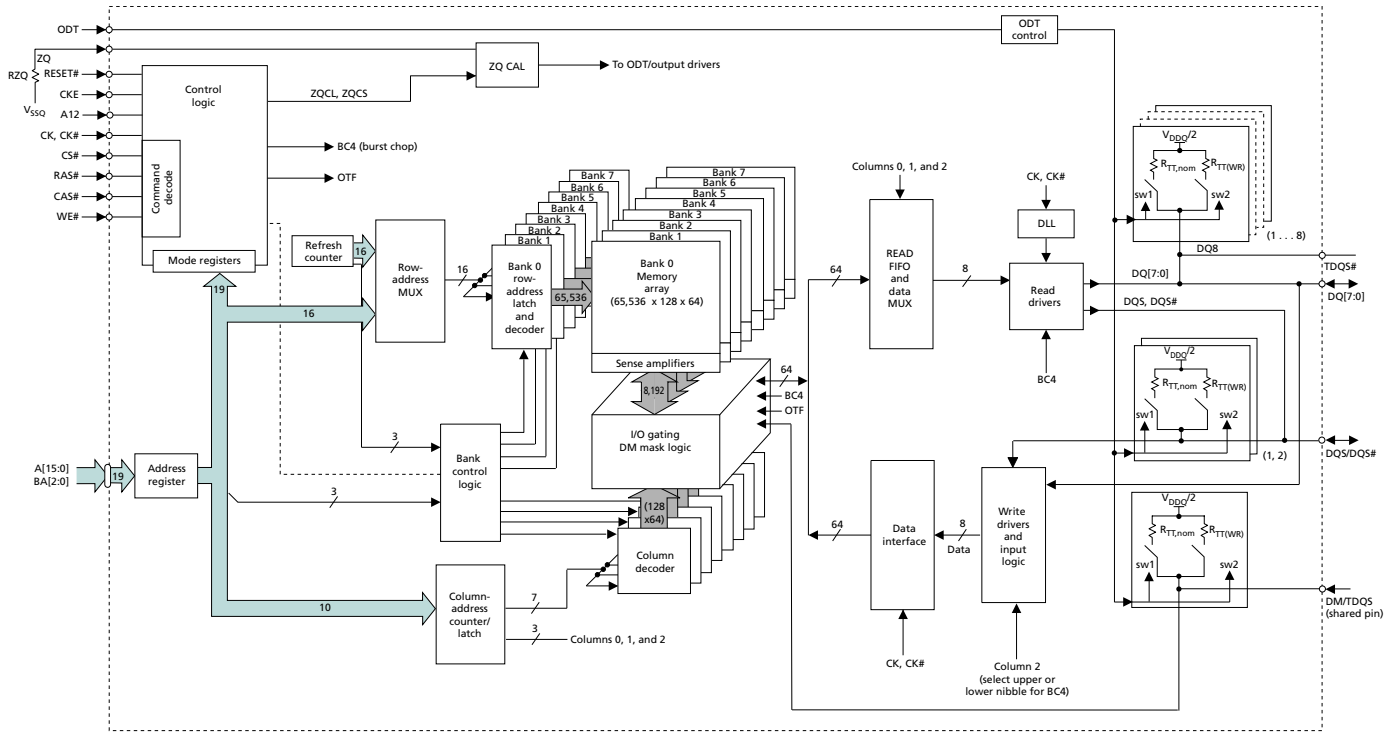 ODT
ODT
control
ZQ
RZQ
VSSQ
RESET#
CKE
A12
CK, CK#
CS#
RAS#
CAS#
WE#
Control
logic
Command
decode
Mode registers
ZQ CAL
To ODT/output drivers
ZQCL, ZQCS
BC4 (burst chop)
OTF
Refresh
counter
16
Row-
address
MUX
16
19
16
Bank 7
Bank 6
Bank 5
Bank 4
Bank 3
Bank 2
Bank 1
Bank 0
row-
address
latch
and
decoder
65,536
Bank 7
Bank 6
Bank 5
Bank 4
Bank 3
Bank 2
Bank 1
Bank 0
Memory
array
(65,536 x 128 x 64)
Sense amplifiers
8,192
I/O gating
DM mask logic
64
BC4
OTF
(128
x64)
Column
decoder
3
Bank
control
logic
3
A[15:0]
BA[2:0]
19
Address
register
10
Column-
address
counter/
latch
7
3
Columns 0, 1, and 2
Columns 0, 1, and 2
64
READ
FIFO
and
data
MUX
8
CK, CK#
DLL
Read
drivers
BC4
DQ[7:0]
DQS, DQS#
64
Data
interface
8
Data
Write
drivers
and
input
logic
CK, CK#
Column 2
(select upper or
lower nibble for BC4)
VDDQ/2
RTT,nom
RTT(WR)
sw1
sw2
(1 . . . 8)
DQ8
TDQS#
DQ[7:0]
VDDQ/2
RTT,nom
RTT(WR)
sw1
sw2
(1, 2)
DQS/DQS#
VDDQ/2
RTT,nom
RTT(WR)
sw1
sw2
DM/TDQS
(shared pin)